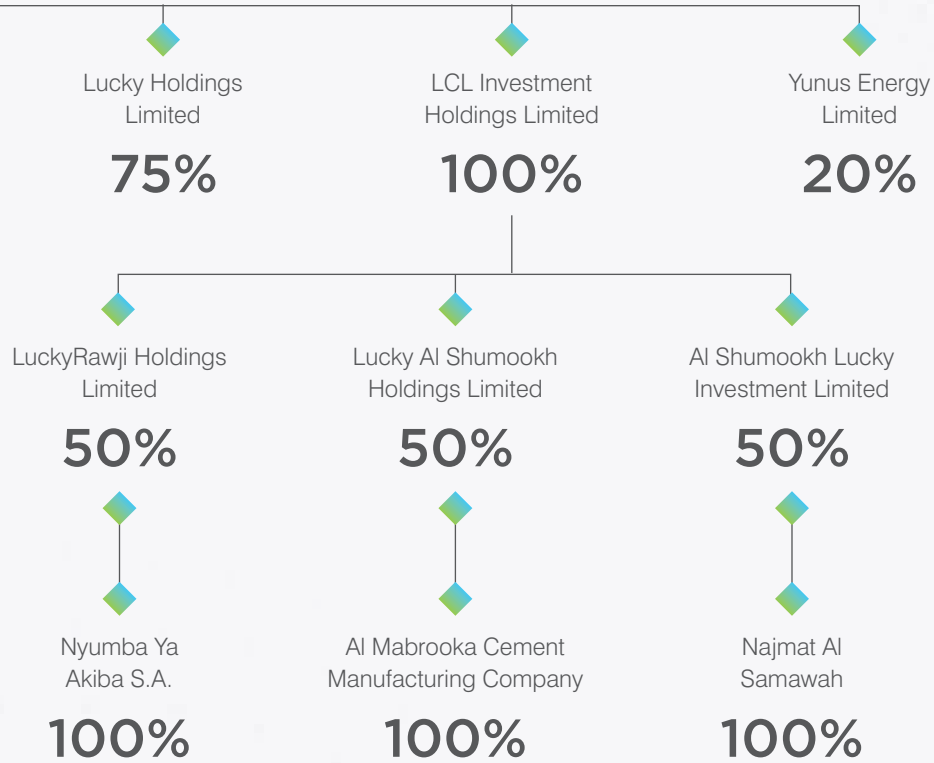 Lucky Holdings
Limited
75%
LCL Investment
Holdings Limited
100%
Yunus Energy
Limited
20%
LuckyRawji Holdings
Limited
50%
Lucky Al Shumookh
Holdings Limited
50%
Al Shumookh Lucky
Investment Limited
50%
Nyumba Ya
Akiba S.A.
100%
Al Mabrooka Cement
Manufacturing Company
100%
Najmat Al
Samawah
100%